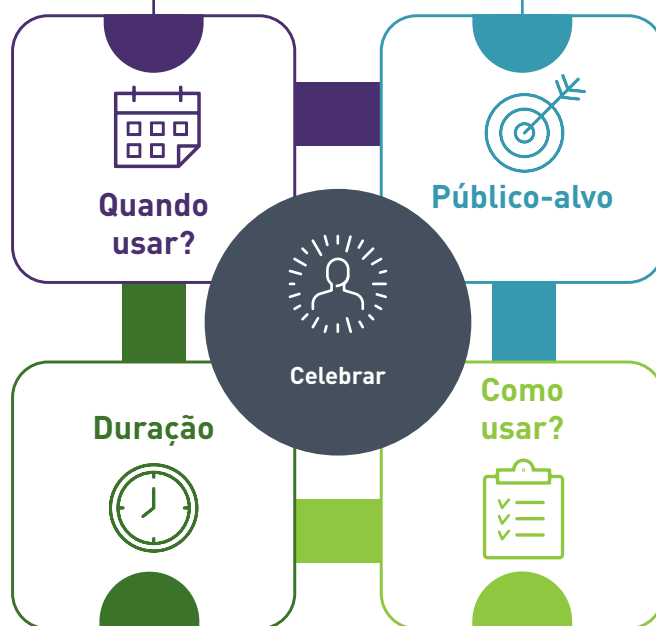 Quando
usar?
Público-alvo
Celebrar
Duração
Como
usar?